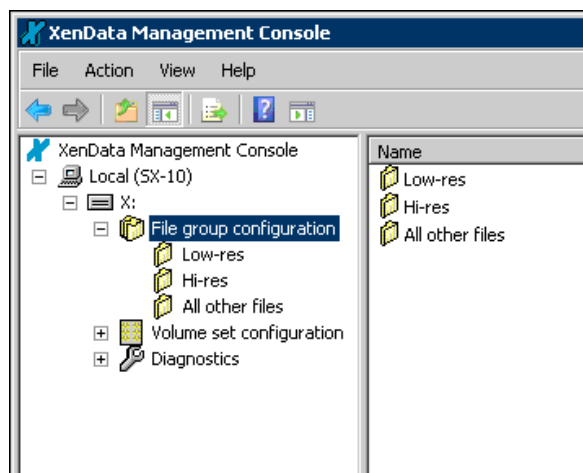 XenData Management Console
File Action View Help
XenData Management Console
Local (SX-10)
X:
File group configuration
Low-res
Hi-res
All other files
Volume set configuration
Diagnostics
Name
Low-res
Hi-res
All other files